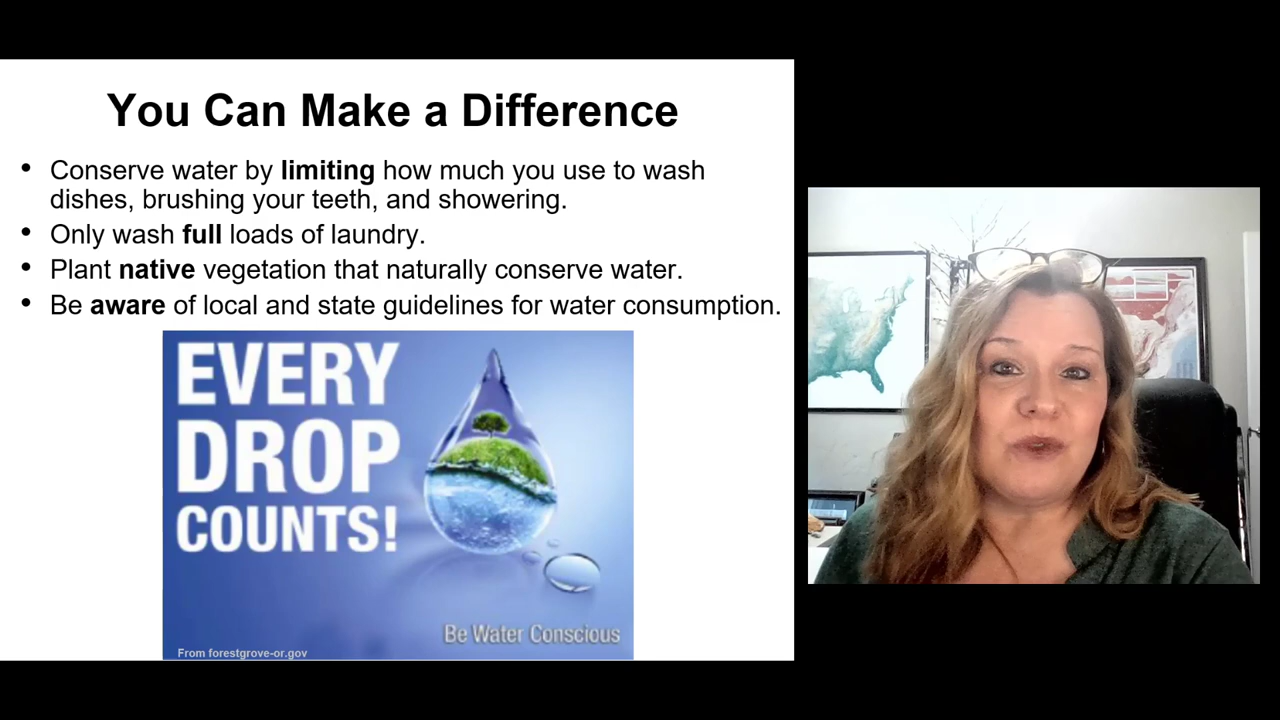 You Can Make a Difference
• Conserve water by limiting how much you use to wash
dishes, brushing your teeth, and showering.
• Only wash full loads of laundry.
• Plant native vegetation that naturally conserve water.
• Be aware of local and state guidelines for water consumption.
EVERY
DROP
COUNTS!
Be Water Conscious
From forestgrove-or.gov